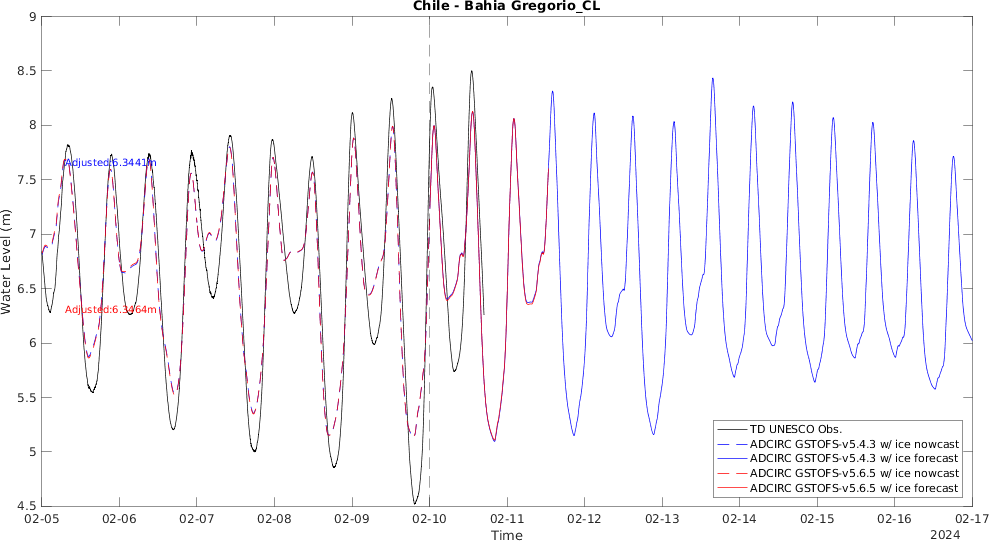 Chile - Bahia Gregorio_CL
9
8.5
8
7.5
7
6.5
6
5.5
5
4.5
Water Level (m)
Adjusted:6.3441m
Adjusted:6.3464m
TD UNESCO Obs.
ADCIRC GSTOFS-v5.4.3 w/ ice nowcast
ADCIRC GSTOFS-v5.4.3 w/ ice forecast
ADCIRC GSTOFS-v5.6.5 w/ ice nowcast
ADCIRC GSTOFS-v5.6.5 w/ ice forecast
02-05 02-06 02-07 02-08 02-09 02-10 02-11 02-12 02-13 02-14 02-15 02-16 02-17
Time
2024